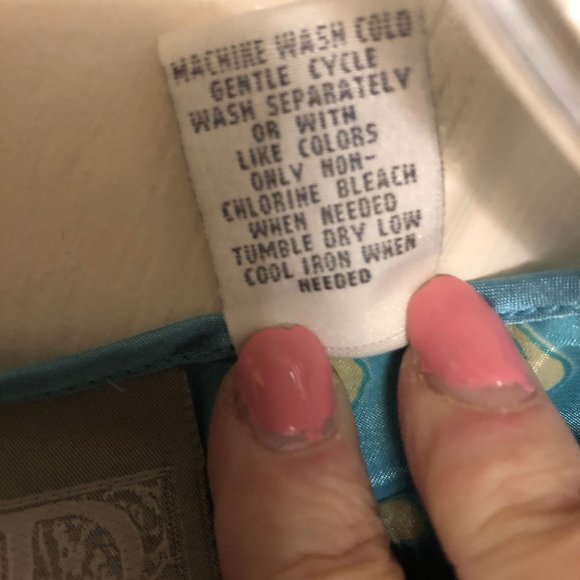 MACHINE WASH COLD
GENTLE CYCLE
WASH SEPARATELY
OR WITH
LIKE COLORS
ONLY NON-
CHLORINE BLEACH
WHEN NEEDED
TUMBLE DRY LOW
COOL IRON WHEN
NEEDED